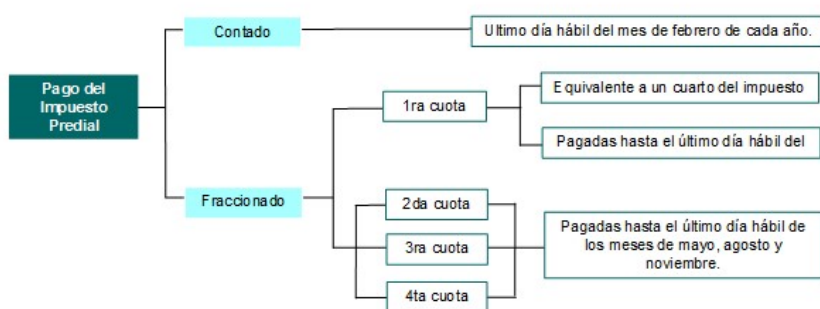 Contado
Ultimo día hábil del mes de febrero de cada año.
Pago del
Impuesto
Predial
1ra cuota
Equivalente a un cuarto del impuesto
Pagadas hasta el último día hábil del
Fraccionado
2da cuota
3ra cuota
4ta cuota
Pagadas hasta el último día hábil de
los meses de mayo, agosto y
noviembre.